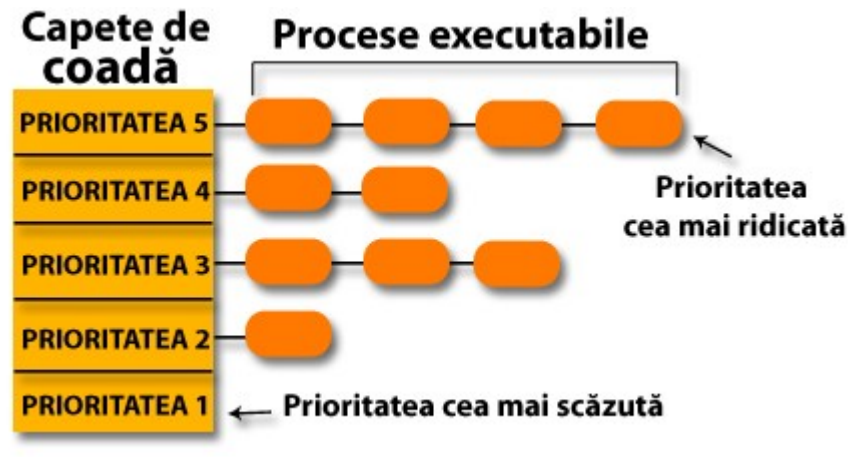 Capete de
coadă
Procese executabile
PRIORITATEA 5
PRIORITATEA 4
Prioritatea
cea mai ridicată
PRIORITATEA 3
PRIORITATEA 2
PRIORITATEA 1
Prioritatea cea mai scăzută